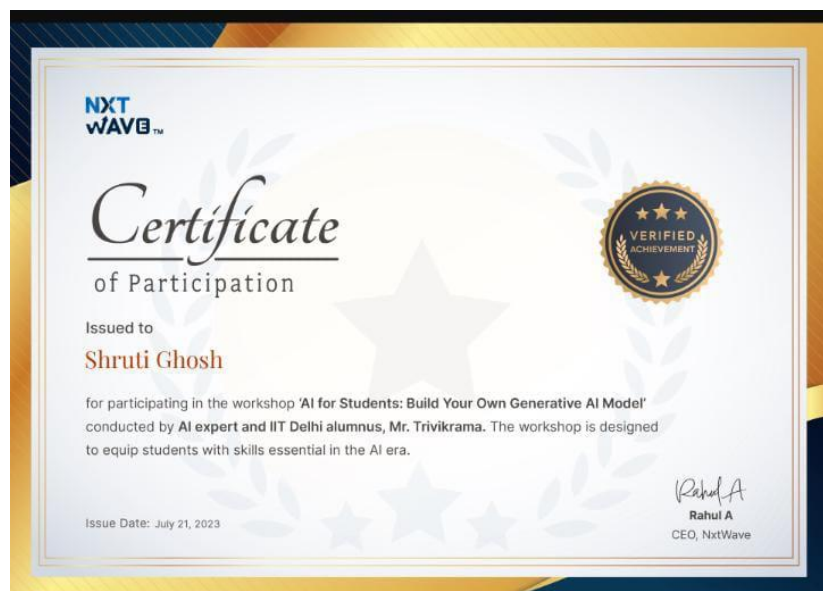 NXT
WAVE™
Certificate
of Participation
VERIFIED
ACHIEVEMENT
Issued to
Shruti Ghosh
for participating in the workshop 'AI for Students: Build Your Own Generative AI Model'
conducted by AI expert and IIT Delhi alumnus, Mr. Trivikrama. The workshop is designed
to equip students with skills essential in the AI era.
Rahul A
Rahul A
CEO, NxtWave
Issue Date: July 21, 2023